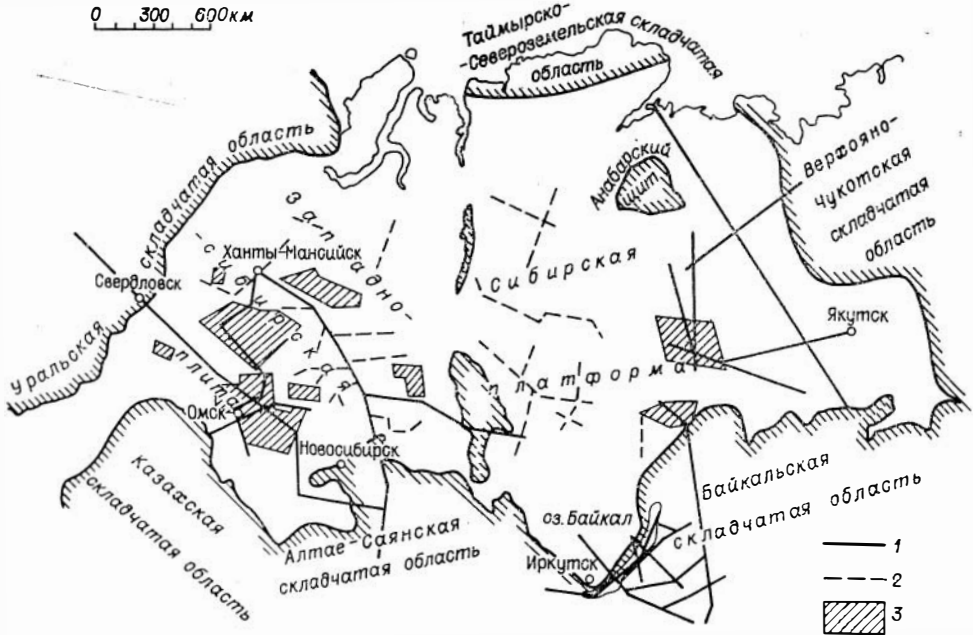 0 300 600км
Таймырско-
-Североземельская складчатая
область
Уральская складчатая область
Анабарский
щит
Верхояно-
Чукотская
складчатая
область
За-падно-
сибирская
плита
Ханты-Мансийск
Свердловск
Сибирская
платформа
Якутск
Омск
Новосибирск
Казахская
складчатая область
Алтае-Саянская
складчатая область
оз. Байкал
Иркутск
Байкальская
складчатая область
1
2
3